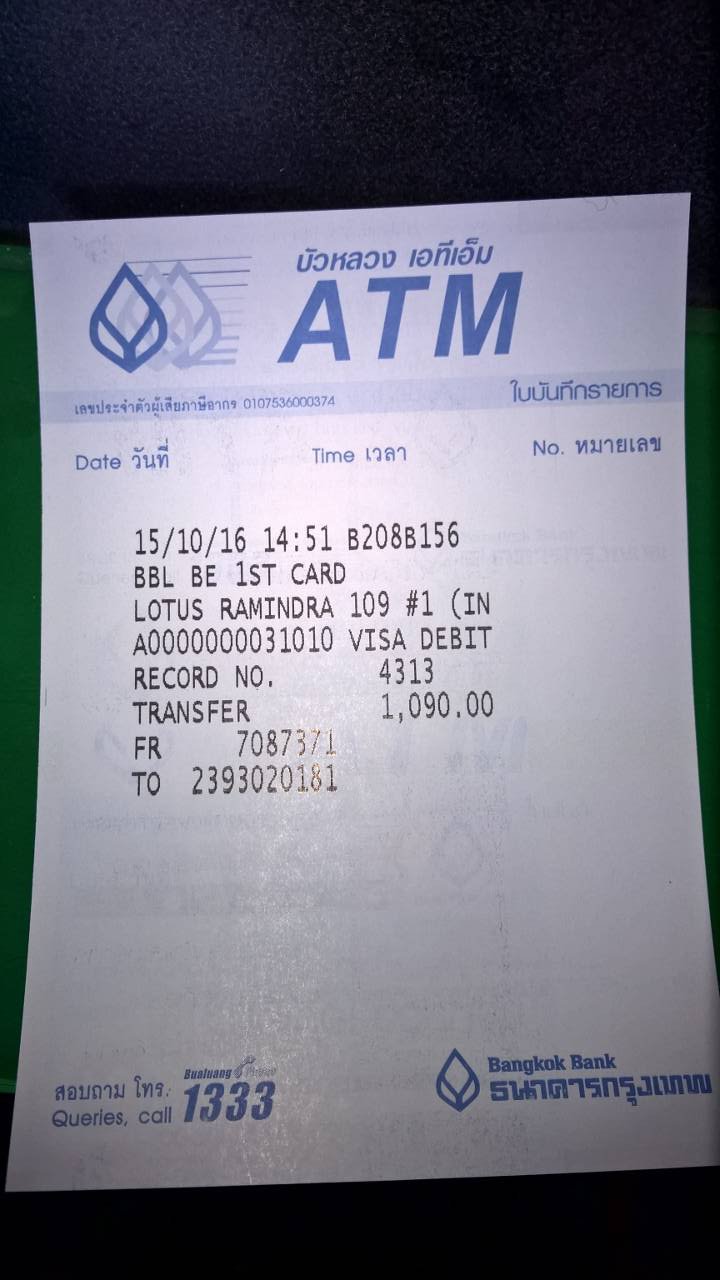 บัวหลวง เอทีเอ็ม
ATM
เลขประจำตัวผู้เสียภาษีอากร 0107536000374 ใบบันทึกรายการ
Date วันที่ Time เวลา No. หมายเลข
15/10/16 14:51 B208B156
BBL BE 1ST CARD
LOTUS RAMINDRA 109 #1 (IN
A0000000031010 VISA DEBIT
RECORD NO. 4313
TRANSFER 1,090.00
FR 7087371
TO 2393020181
สอบถาม โทร. Bualuang
Queries, call 1333
Bangkok Bank
ธนาคารกรุงเทพ